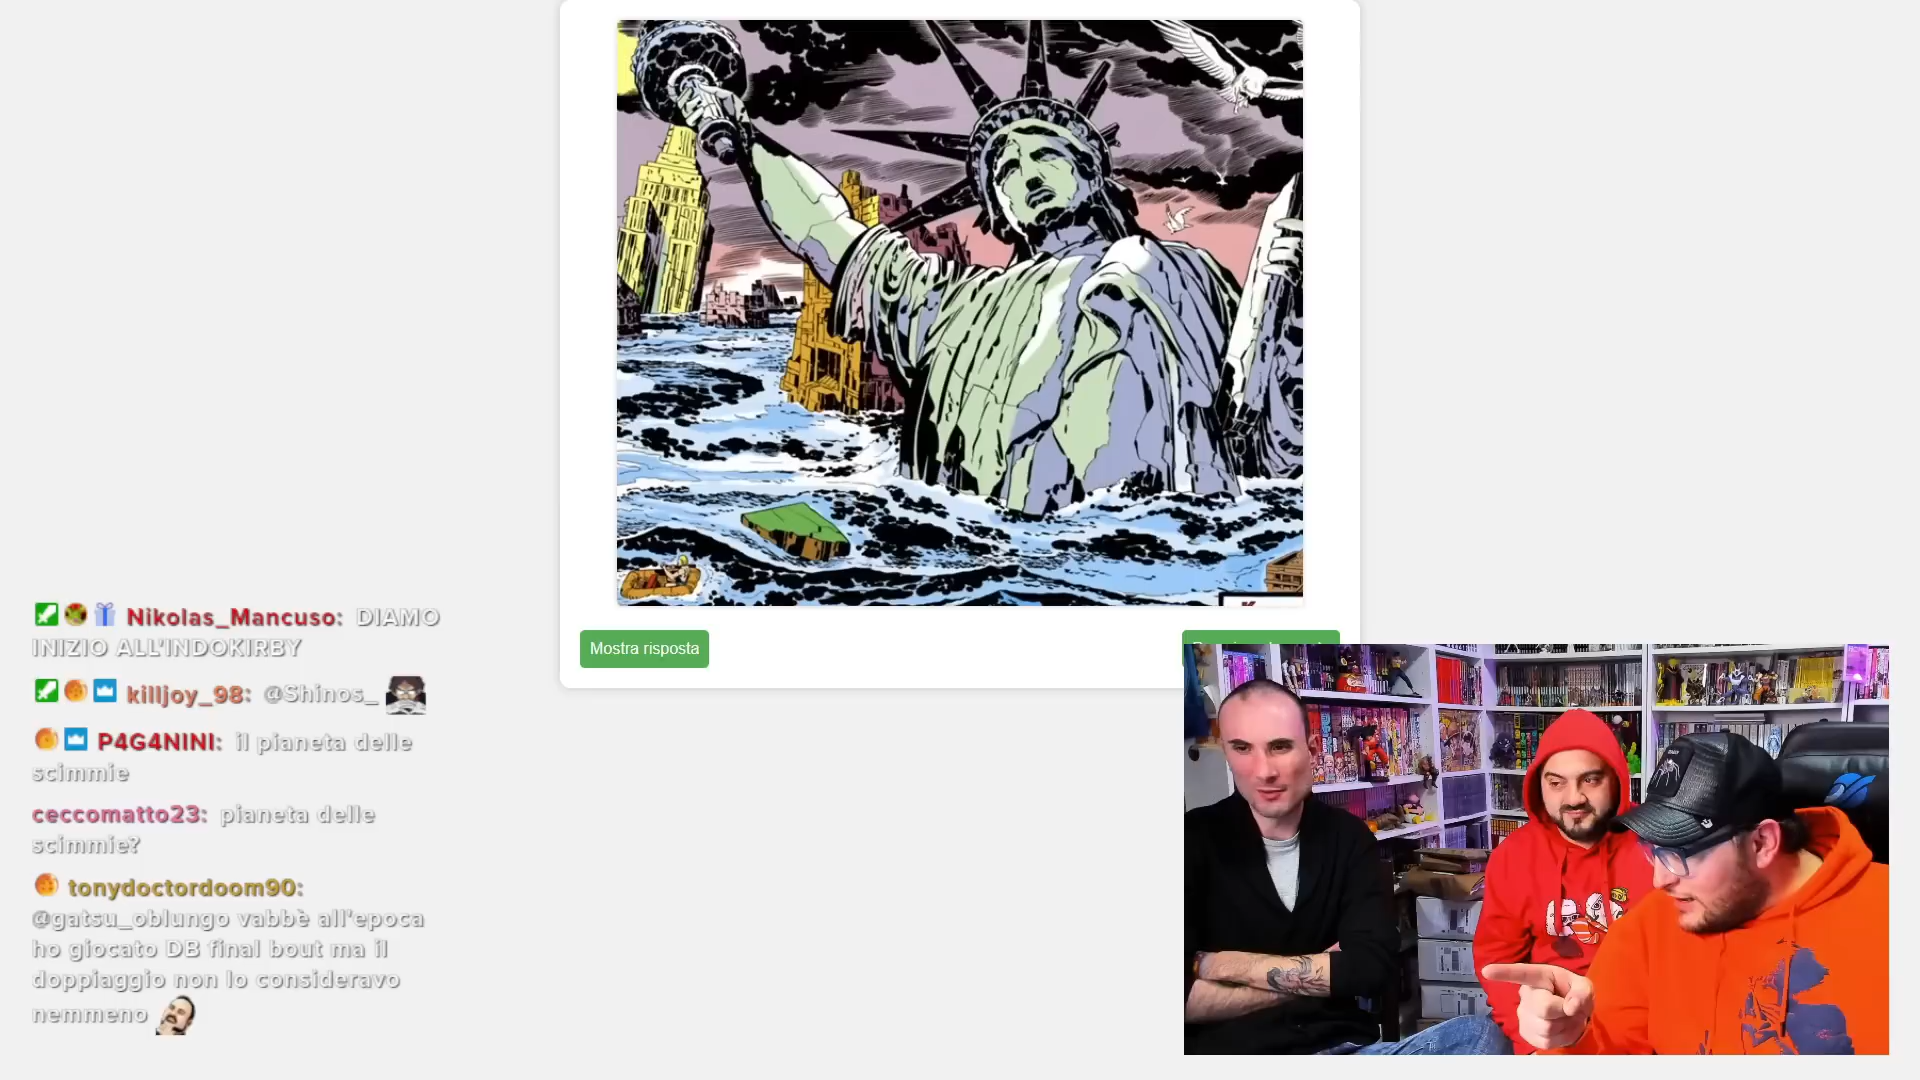 Mostra risposta
Nikolas_Mancuso: DIAMO
INIZIO ALL'INDOKIRBY
killjoy_98: @Shinos_
P4G4NINI: il pianeta delle
scimmie
ceccomatto23: pianeta delle
scimmie?
tonydoctordoom90:
@gatsu_oblungo vabbè all'epoca
ho giocato DB final bout ma il
doppiaggio non lo consideravo
nemmeno